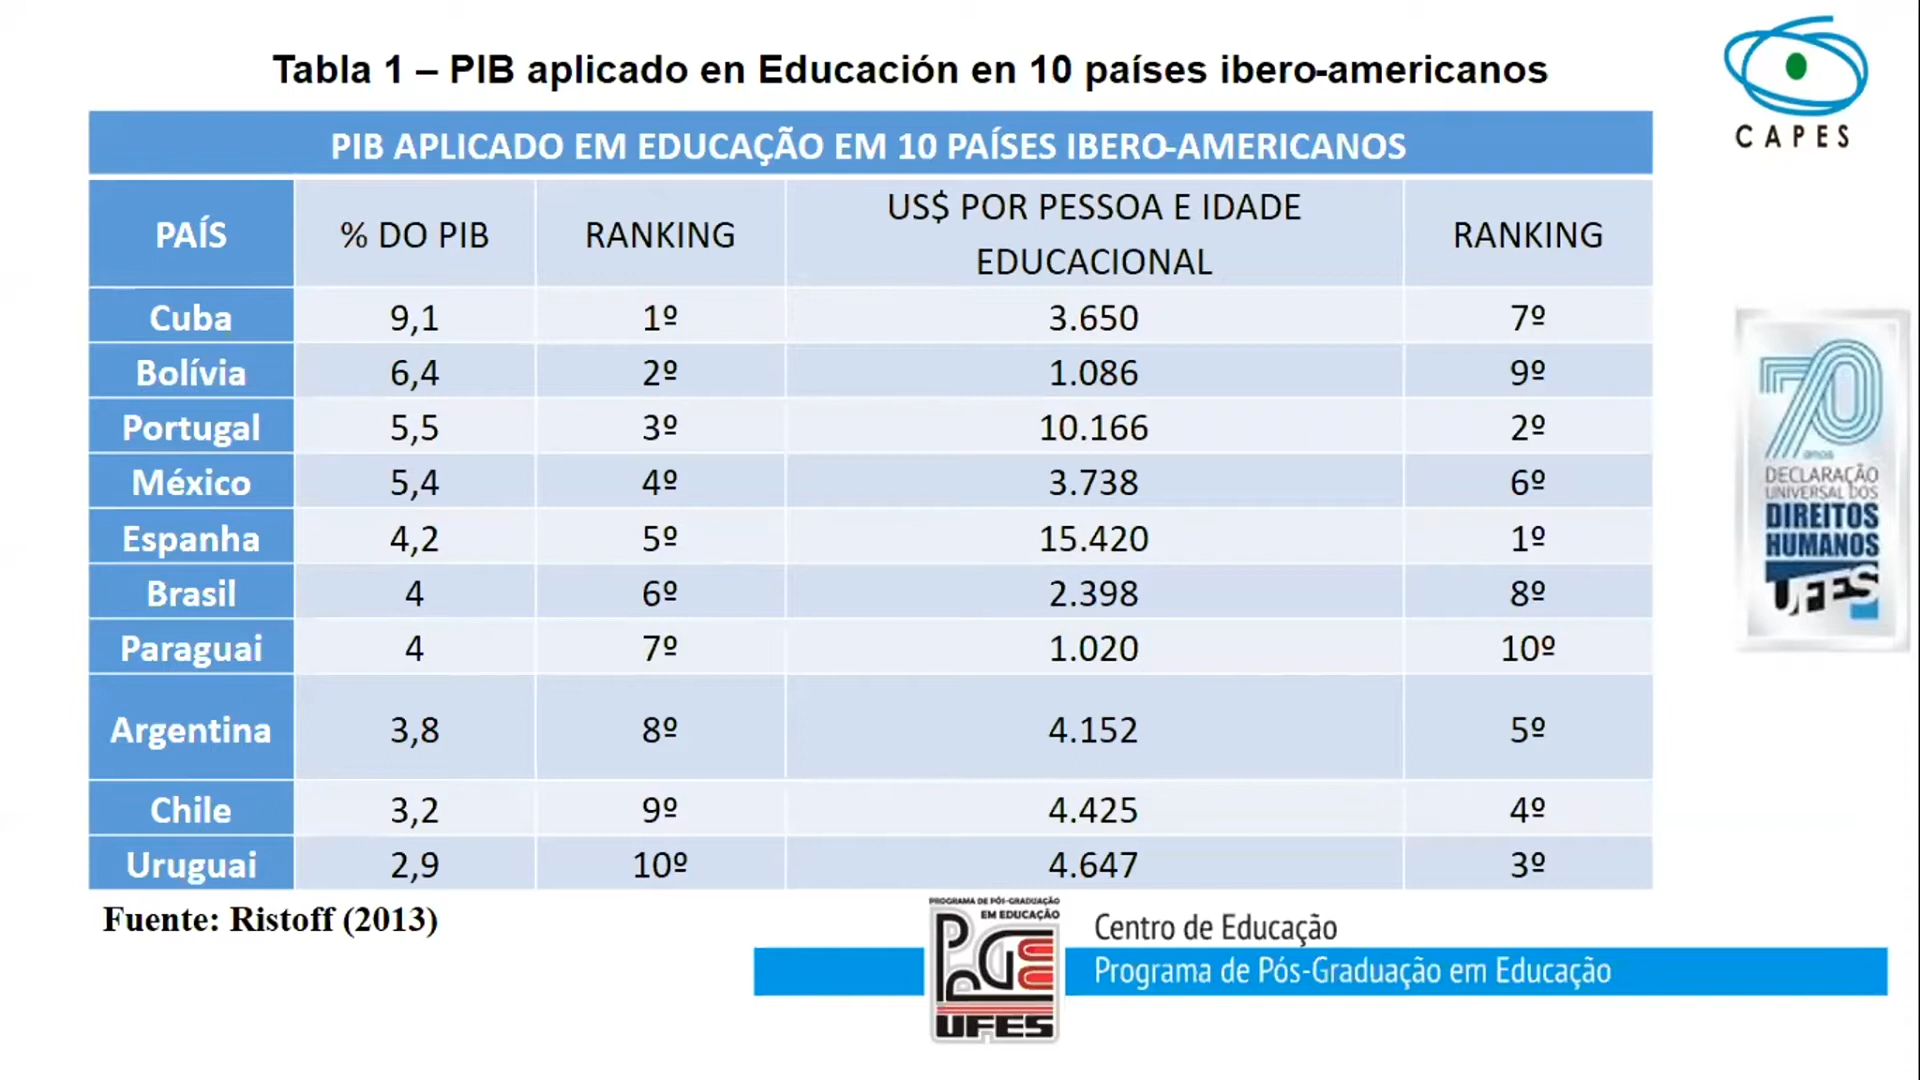 Tabla 1 – PIB aplicado en Educación en 10 países ibero-americanos
CAPES
PIB APLICADO EM EDUCAÇÃO EM 10 PAÍSES IBERO-AMERICANOS
PAÍS % DO PIB RANKING US$ POR PESSOA E IDADE EDUCACIONAL RANKING
Cuba 9,1 1º 3.650 7º
Bolívia 6,4 2º 1.086 9º
Portugal 5,5 3º 10.166 2º
México 5,4 4º 3.738 6º
Espanha 4,2 5º 15.420 1º
Brasil 4 6º 2.398 8º
Paraguai 4 7º 1.020 10º
Argentina 3,8 8º 4.152 5º
Chile 3,2 9º 4.425 4º
Uruguai 2,9 10º 4.647 3º
70
anos
DECLARAÇÃO
UNIVERSAL DOS
DIREITOS
HUMANOS
UFES
Fuente: Ristoff (2013)
PROGRAMA DE PÓS-GRADUAÇÃO
EM EDUCAÇÃO
PPGE
UFES
Centro de Educação
Programa de Pós-Graduação em Educação